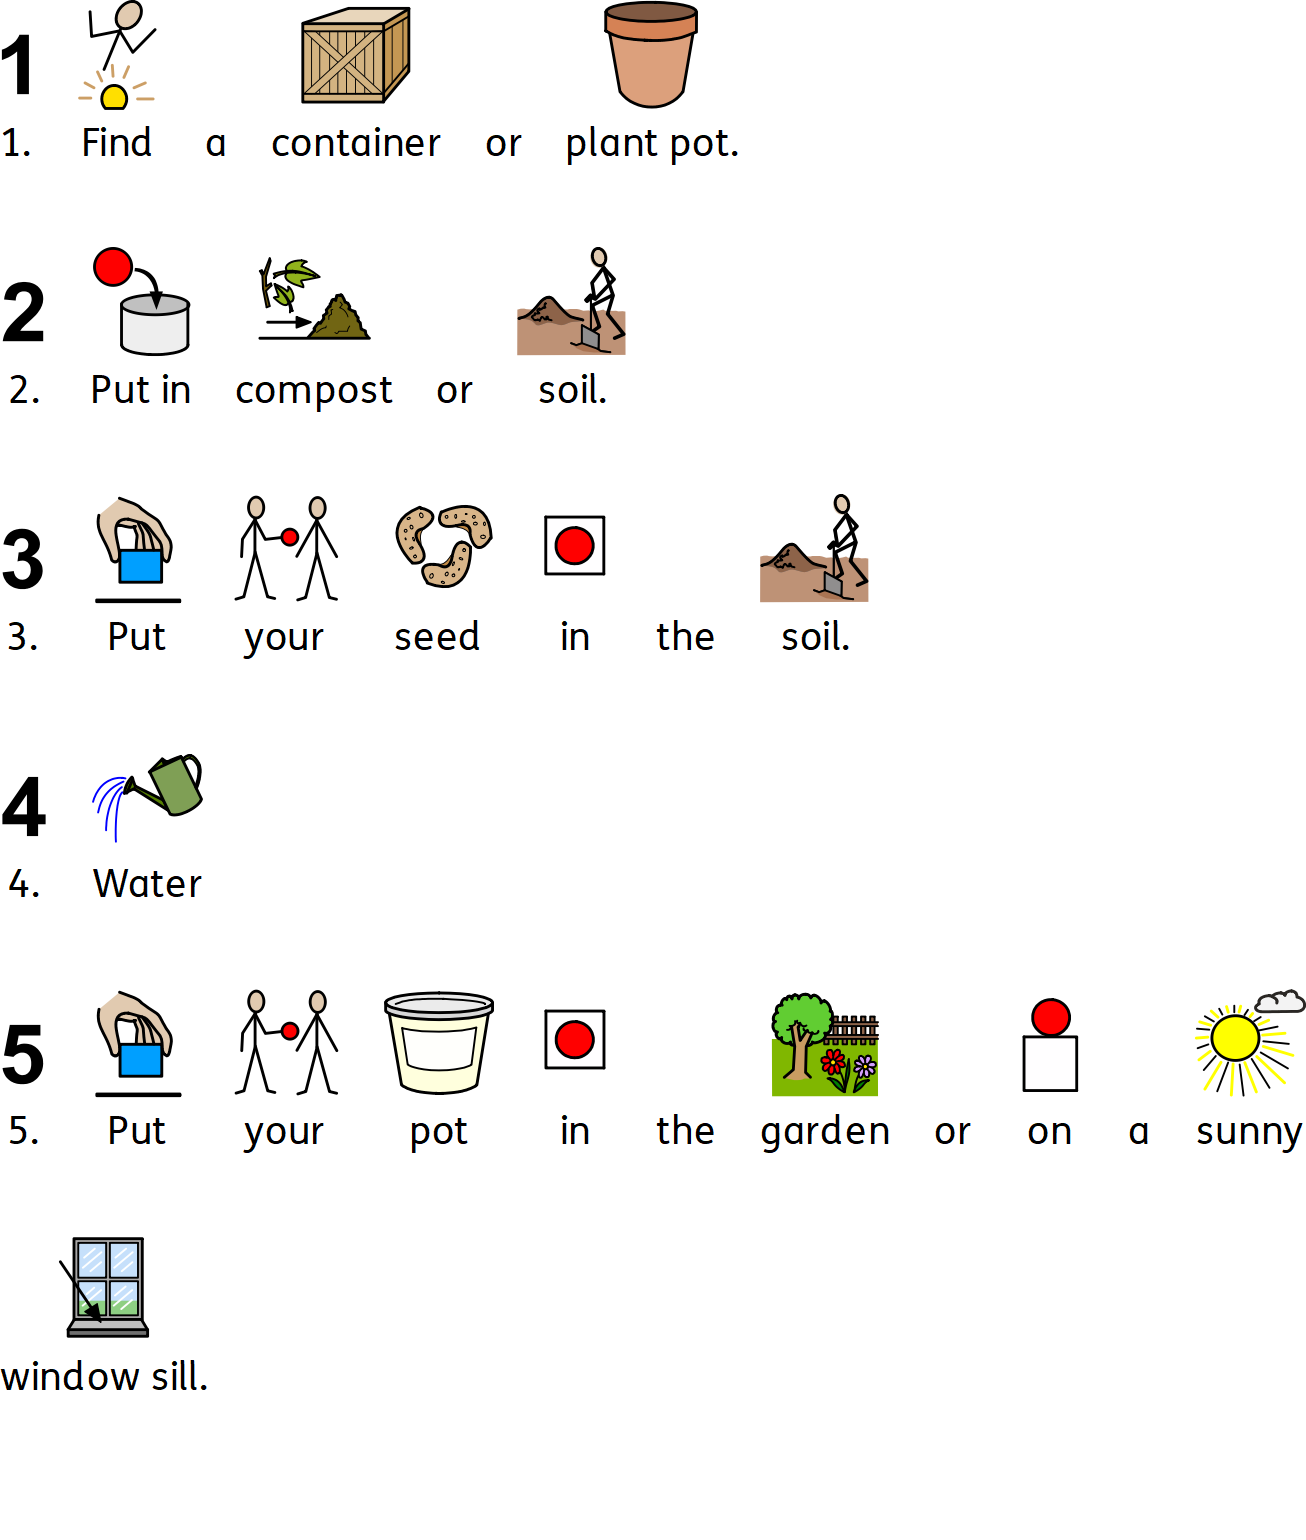 1
1. Find a container or plant pot.
2
2. Put in compost or soil.
3
3. Put your seed in the soil.
4
4. Water
5
5. Put your pot in the garden or on a sunny
window sill.